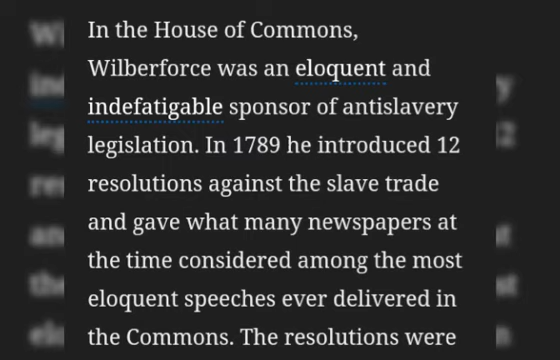 In the House of Commons,
Wilberforce was an eloquent and
indefatigable sponsor of antislavery
legislation. In 1789 he introduced 12
resolutions against the slave trade
and gave what many newspapers at
the time considered among the most
eloquent speeches ever delivered in
the Commons. The resolutions were